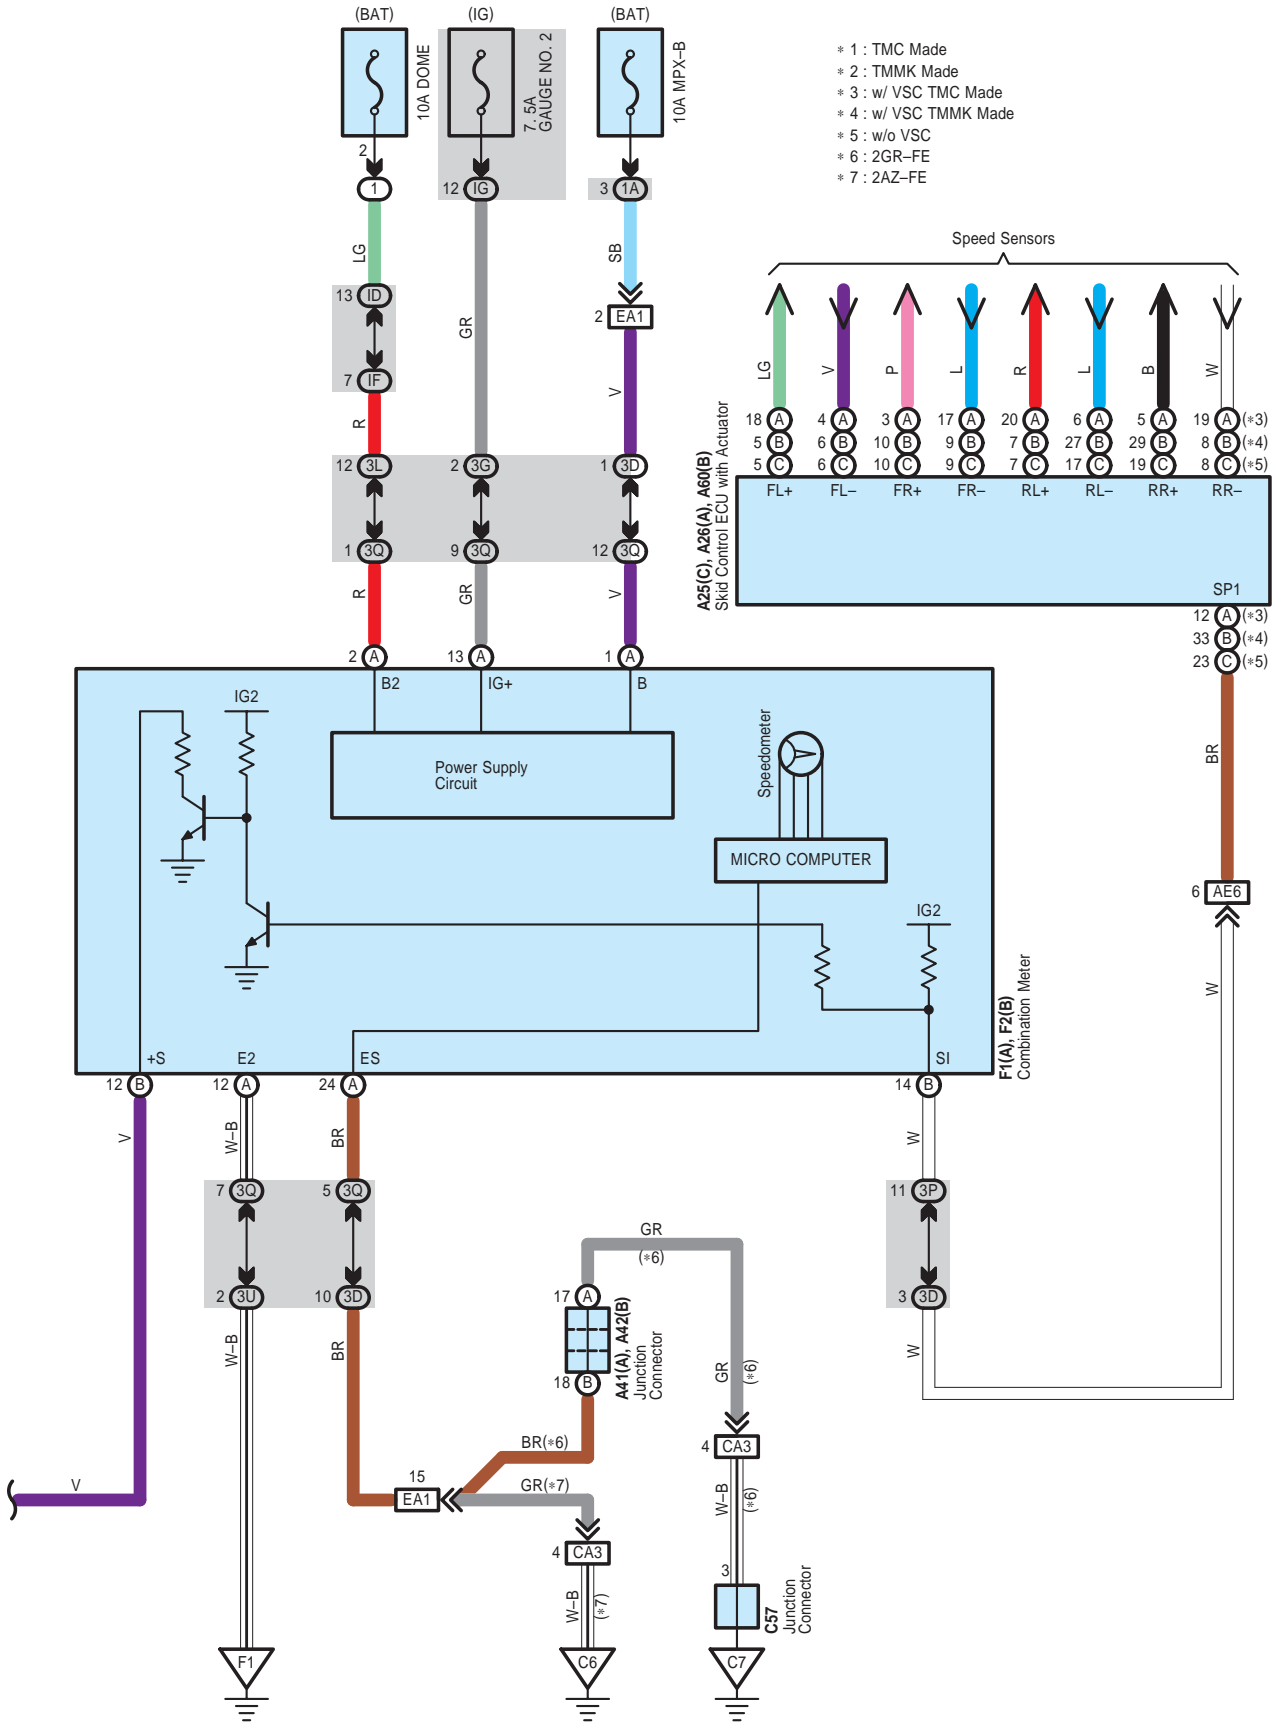 (BAT) (IG) (BAT)
10A DOME
7. 5A
GAUGE NO. 2
10A MPX–B
* 1 : TMC Made
* 2 : TMMK Made
* 3 : w/ VSC TMC Made
* 4 : w/ VSC TMMK Made
* 5 : w/o VSC
* 6 : 2GR–FE
* 7 : 2AZ–FE
2
1 12 IG 3 1A
LG GR SB
13 ID
2 EA1
7 IF
R V
12 3L 2 3G 1 3D
1 3Q 9 3Q 12 3Q
R GR V
2 A 13 A 1 A
Speed Sensors
LG V P L R L B W
18 A 4 A 3 A 17 A 20 A 6 A 5 A 19 A (*3)
5 B 6 B 10 B 9 B 7 B 27 B 29 B 8 B (*4)
5 C 6 C 10 C 9 C 7 C 17 C 19 C 8 C (*5)
FL+ FL– FR+ FR– RL+ RL– RR+ RR–
A25(C), A26(A), A60(B)
Skid Control ECU with Actuator
SP1
12 A (*3)
33 B (*4)
23 C (*5)
BR
6 AE6
W
B2 IG+ B
IG2
Power Supply
Circuit
Speedometer
MICRO COMPUTER
IG2
F1(A), F2(B)
Combination Meter
+S E2 ES SI
12 B 12 A 24 A 14 B
V W–B BR W
7 3Q 5 3Q 11 3P
2 3U 10 3D 3 3D
W–B BR W
GR
(*6)
17 A
A41(A), A42(B)
Junction
Connector
18 B
GR (*6)
BR(*6)
4 CA3
V
15
EA1
GR(*7)
W–B (*6)
4 CA3
W–B (*7)
3
C57
Junction
Connector
F1 C6 C7